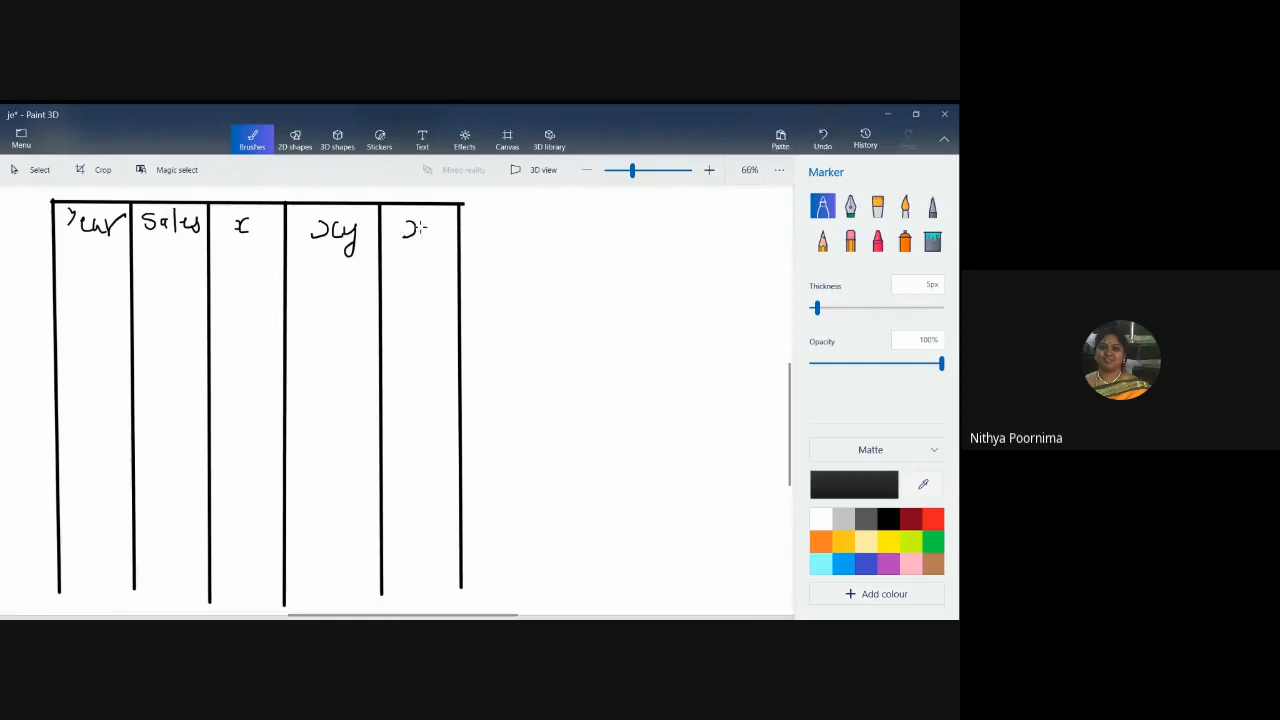 je* - Paint 3D
Menu
Brushes 2D shapes 3D shapes Stickers Text Effects Canvas 3D library Paste Undo History
Select Crop Magic select Mixed reality 3D view 66%
Marker
Year Sales x xy
Thickness 5px
Opacity 100%
Matte
Add colour
Nithya Poornima